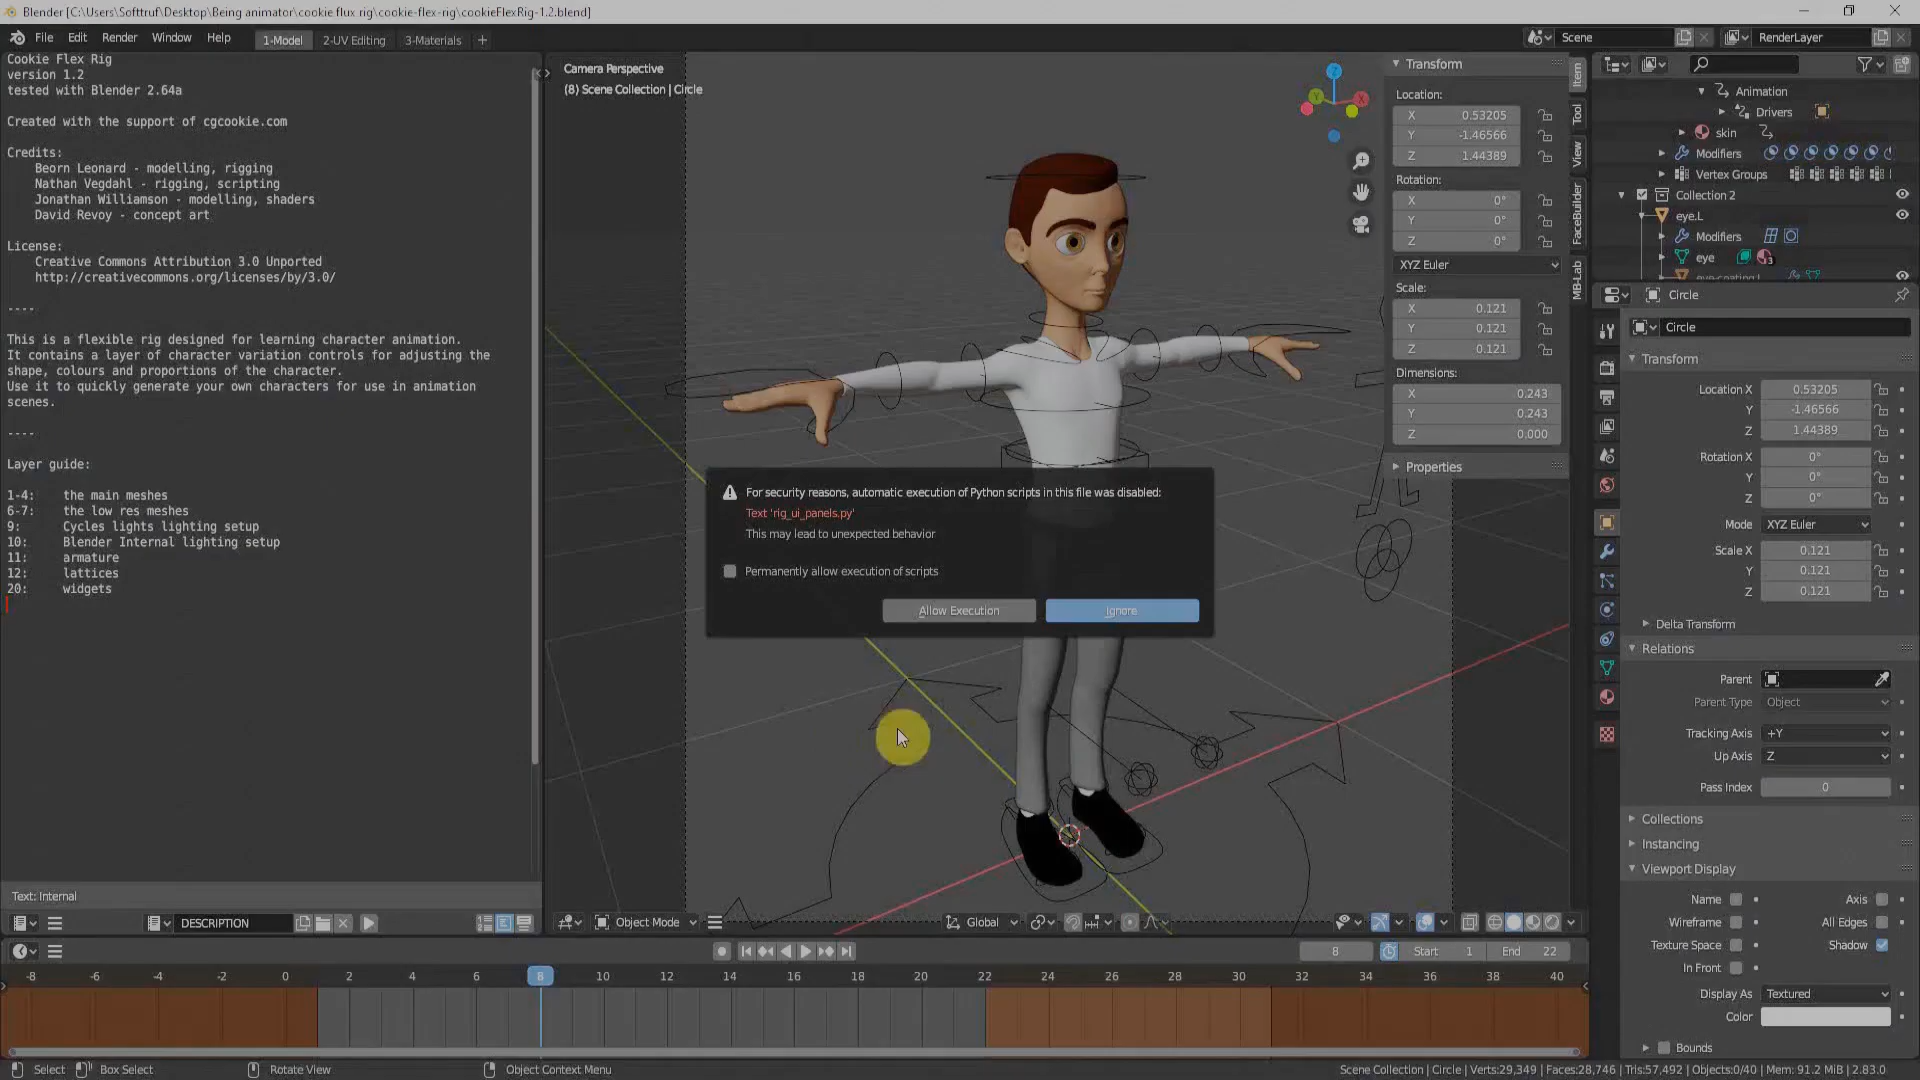 Blender [C:\Users\Softtruf\Desktop\Being animator\cookie flux rig\cookie-flex-rig\cookieFlexRig-1.2.blend]
File Edit Render Window Help 1-Model 2-UV Editing 3-Materials + Scene RenderLayer
Cookie Flex Rig
version 1.2
tested with Blender 2.64a
Created with the support of cgcookie.com
Credits:
Beorn Leonard - modelling, rigging
Nathan Vegdahl - rigging, scripting
Jonathan Williamson - modelling, shaders
David Revoy - concept art
License:
Creative Commons Attribution 3.0 Unported
http://creativecommons.org/licenses/by/3.0/
----
This is a flexible rig designed for learning character animation.
It contains a layer of character variation controls for adjusting the
shape, colours and proportions of the character.
Use it to quickly generate your own characters for use in animation
scenes.
----
Layer guide:
1-4: the main meshes
6-7: the low res meshes
9: Cycles lights lighting setup
10: Blender Internal lighting setup
11: armature
12: lattices
20: widgets
Text: Internal
DESCRIPTION
Camera Perspective
(8) Scene Collection | Circle
Z
Y
X
For security reasons, automatic execution of Python scripts in this file was disabled:
Text 'rig_ui_panels.py'
This may lead to unexpected behavior
Permanently allow execution of scripts
Allow Execution Ignore
Object Mode Global
Transform
Location:
X 0.53205
Y -1.46566
Z 1.44389
Rotation:
X 0°
Y 0°
Z 0°
XYZ Euler
Scale:
X 0.121
Y 0.121
Z 0.121
Dimensions:
X 0.243
Y 0.243
Z 0.000
Properties
Item
Tool
View
FaceBuilder
MB-Lab
Animation
Drivers
skin
Modifiers
Vertex Groups
Collection 2
eye.L
Modifiers
eye 3
Circle
Circle
Transform
Location X 0.53205
Y -1.46566
Z 1.44389
Rotation X 0°
Y 0°
Z 0°
Mode XYZ Euler
Scale X 0.121
Y 0.121
Z 0.121
Delta Transform
Relations
Parent
Parent Type Object
Tracking Axis +Y
Up Axis Z
Pass Index 0
Collections
Instancing
Viewport Display
Name Axis
Wireframe All Edges
Texture Space Shadow
In Front
Display As Textured
Color
Bounds
8 Start 1 End 22
-8 -6 -4 -2 0 2 4 6 8 10 12 14 16 18 20 22 24 26 28 30 32 34 36 38 40
Select Box Select Rotate View Object Context Menu
Scene Collection | Circle | Verts:29,349 | Faces:28,746 | Tris:57,492 | Objects:0/40 | Mem: 91.2 MiB | 2.83.0